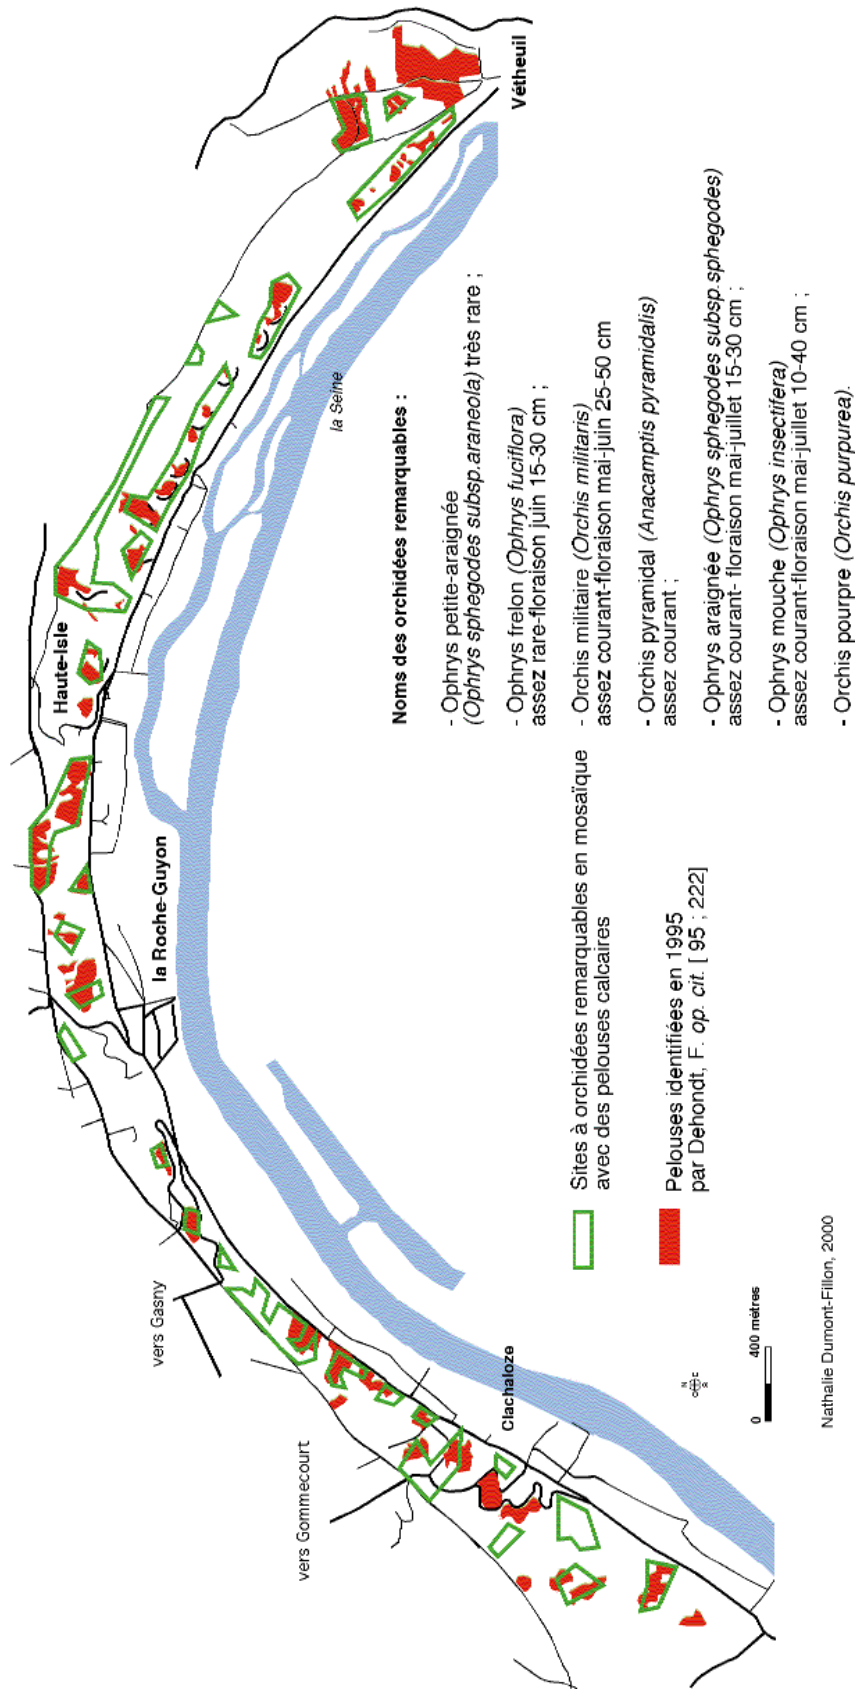 vers Gommecourt
vers Gasny
Clachaloze
la Roche-Guyon
Haute-Isle
la Seine
Vétheuil
Noms des orchidées remarquables :
- Ophrys petite-araignée
(Ophrys sphegodes subsp.araneola) très rare ;
- Ophrys frelon (Ophrys fuciflora)
assez rare-floraison juin 15-30 cm ;
- Orchis militaire (Orchis militaris)
assez courant-floraison mai-juin 25-50 cm
- Orchis pyramidal (Anacamptis pyramidalis)
assez courant ;
- Ophrys araignée (Ophrys sphegodes subsp.sphegodes)
assez courant- floraison mai-juillet 15-30 cm ;
- Ophrys mouche (Ophrys insectifera)
assez courant-floraison mai-juillet 10-40 cm ;
- Orchis pourpre (Orchis purpurea).
Sites à orchidées remarquables en mosaïque
avec des pelouses calcaires
Pelouses identifiées en 1995
par Dehondt, F. op. cit. [ 95 ; 222]
N
O E
S
0 400 mètres
Nathalie Dumont-Fillon, 2000